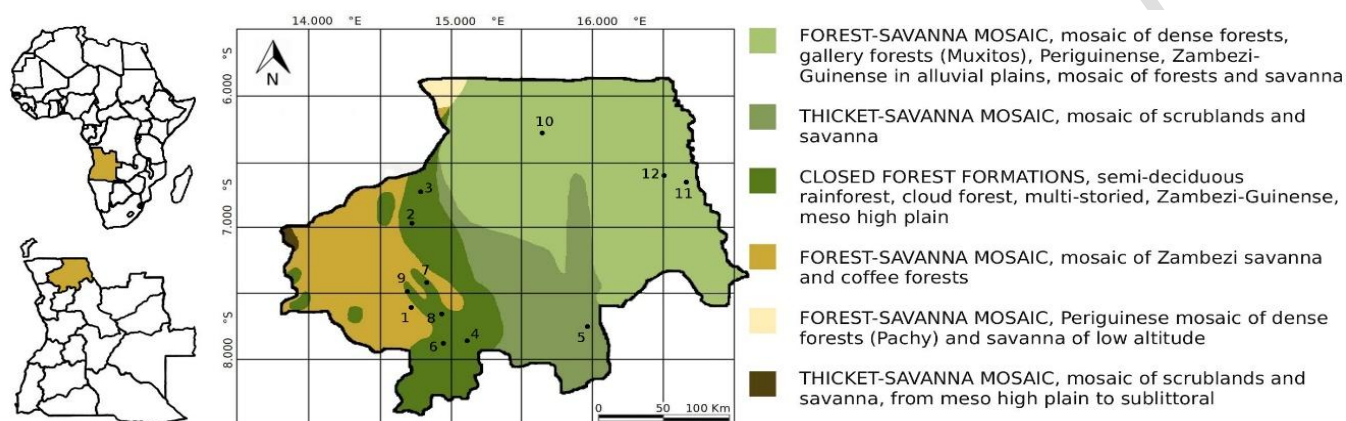 14.000 °E 15.000 °E 16.000 °E
°S
6.000
°S
7.000
°S
8.000
N
10
12
11
3
2
7
9
1
8
6
4
5
0 50 100 Km
FOREST-SAVANNA MOSAIC, mosaic of dense forests,
gallery forests (Muxitos), Periguinense, Zambezi-
Guinense in alluvial plains, mosaic of forests and savanna
THICKET-SAVANNA MOSAIC, mosaic of scrublands and
savanna
CLOSED FOREST FORMATIONS, semi-deciduous
rainforest, cloud forest, multi-storied, Zambezi-Guinense,
meso high plain
FOREST-SAVANNA MOSAIC, mosaic of Zambezi savanna
and coffee forests
FOREST-SAVANNA MOSAIC, Periguinese mosaic of dense
forests (Pachy) and savanna of low altitude
THICKET-SAVANNA MOSAIC, mosaic of scrublands and
savanna, from meso high plain to sublittoral